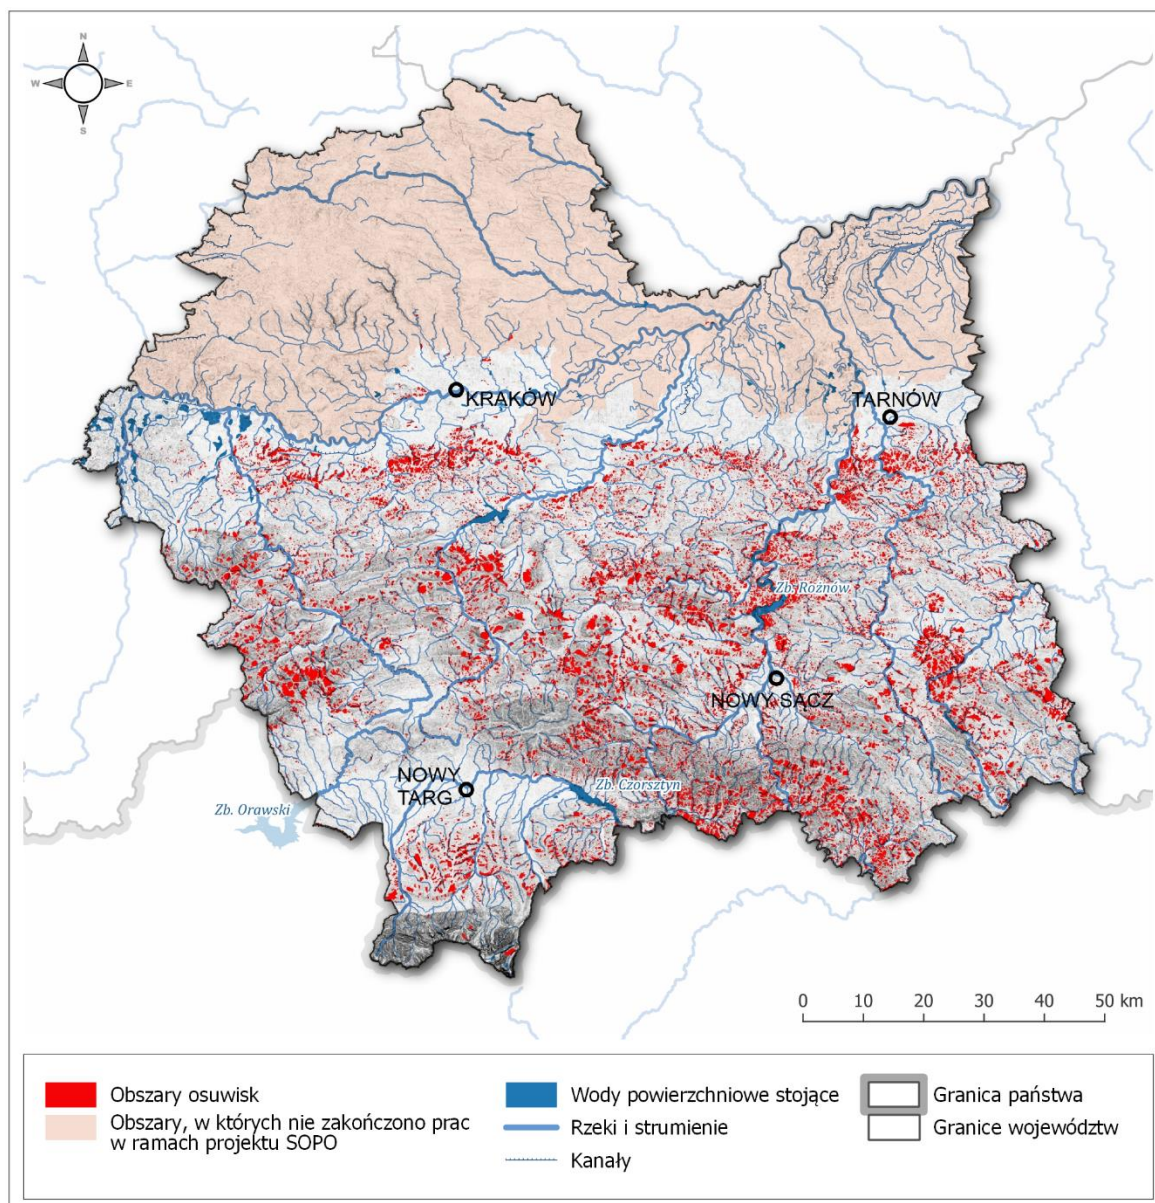 N
W E
S
KRAKÓW
TARNÓW
Zb. Rożnów
NOWY SĄCZ
NOWY
TARG
Zb. Czorsztyn
Zb. Orawski
0 10 20 30 40 50 km
Obszary osuwisk
Obszary, w których nie zakończono prac
w ramach projektu SOPO
Wody powierzchniowe stojące
Rzeki i strumienie
Kanały
Granica państwa
Granice województw